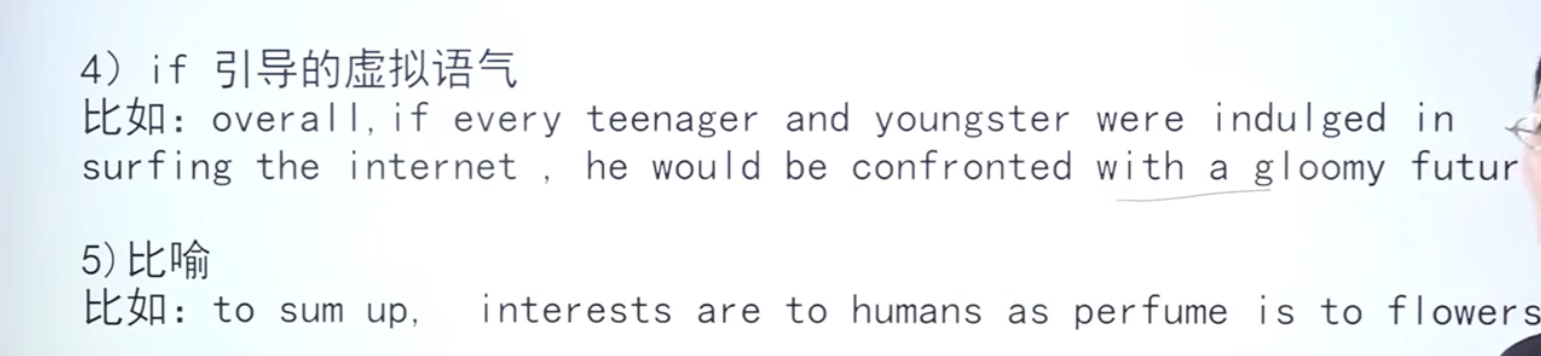 4) if 引导的虚拟语气
比如: overall,if every teenager and youngster were indulged in
surfing the internet , he would be confronted with a gloomy futur
5)比喻
比如: to sum up, interests are to humans as perfume is to flowers